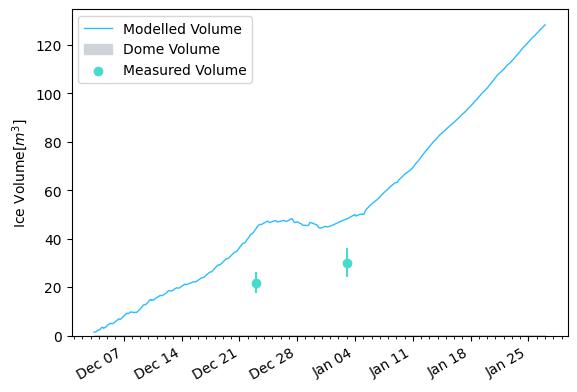 Modelled Volume
Dome Volume
Measured Volume
Ice Volume[$m^3$]
120
100
80
60
40
20
0
Dec 07
Dec 14
Dec 21
Dec 28
Jan 04
Jan 11
Jan 18
Jan 25